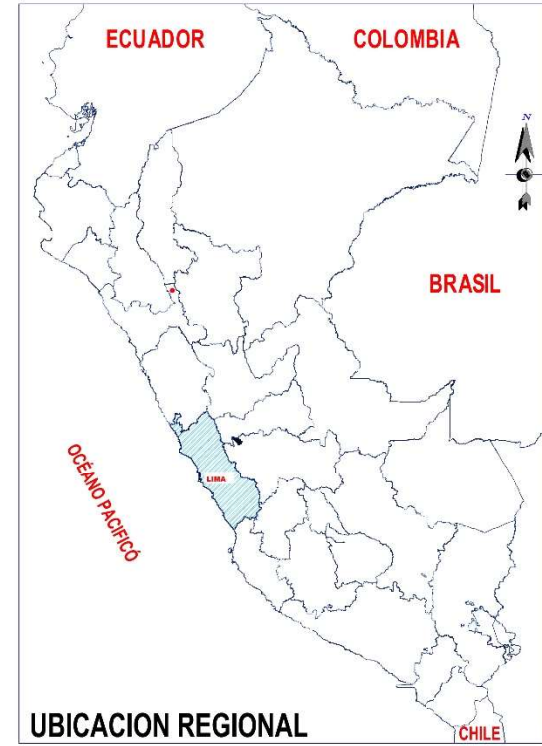 ECUADOR
COLOMBIA
N
BRASIL
LIMA
OCÉANO PACIFICÓ
UBICACION REGIONAL
CHILE